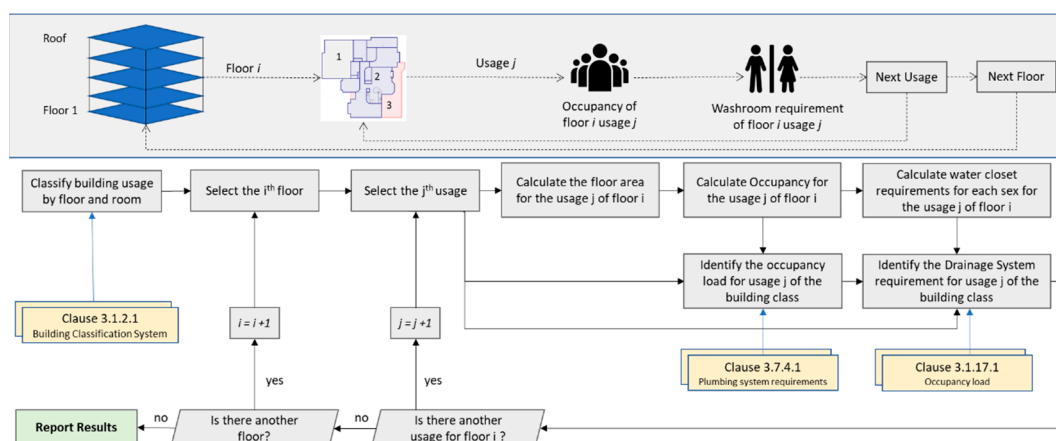 Roof
Floor 1
Floor i
1
2
3
Usage j
Occupancy of
floor i usage j
Washroom requirement
of floor i usage j
Next Usage
Next Floor
Classify building usage
by floor and room
Select the ith floor
Select the jth usage
Calculate the floor area
for the usage j of floor i
Calculate Occupancy for
the usage j of floor i
Calculate water closet
requirements for each sex for
the usage j of floor i
Identify the occupancy
load for usage j of the
building class
Identify the Drainage System
requirement for usage j of the
building class
Clause 3.1.2.1
Building Classification System
i = i +1
j = j +1
Clause 3.7.4.1
Plumbing system requirements
Clause 3.1.17.1
Occupancy load
yes
yes
Report Results
no
Is there another
floor?
no
Is there another
usage for floor i ?